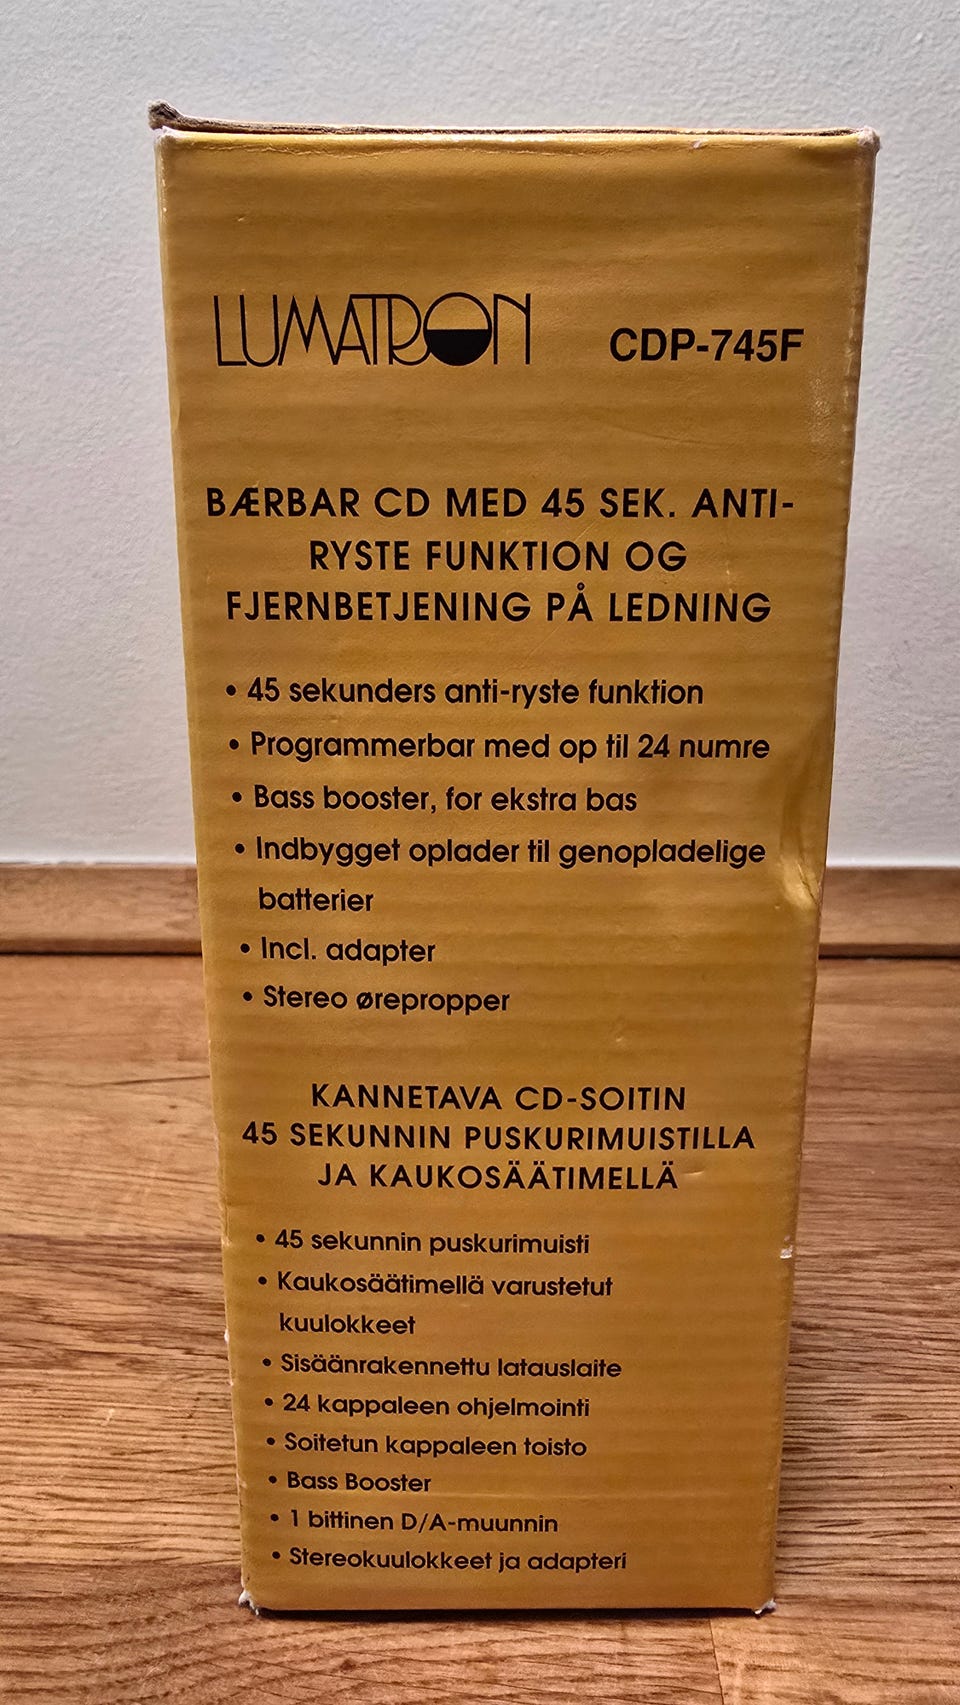 LUMATRON CDP-745F
BÆRBAR CD MED 45 SEK. ANTI-
RYSTE FUNKTION OG
FJERNBETJENING PÅ LEDNING
• 45 sekunders anti-ryste funktion
• Programmerbar med op til 24 numre
• Bass booster, for ekstra bas
• Indbygget oplader til genopladelige
batterier
• Incl. adapter
• Stereo ørepropper
KANNETAVA CD-SOITIN
45 SEKUNNIN PUSKURIMUISTILLA
JA KAUKOSÄÄTIMELLÄ
• 45 sekunnin puskurimuisti
• Kaukosäätimellä varustetut
kuulokkeet
• Sisäänrakennettu latauslaite
• 24 kappaleen ohjelmointi
• Soitetun kappaleen toisto
• Bass Booster
• 1 bittinen D/A-muunnin
• Stereokuulokkeet ja adapteri